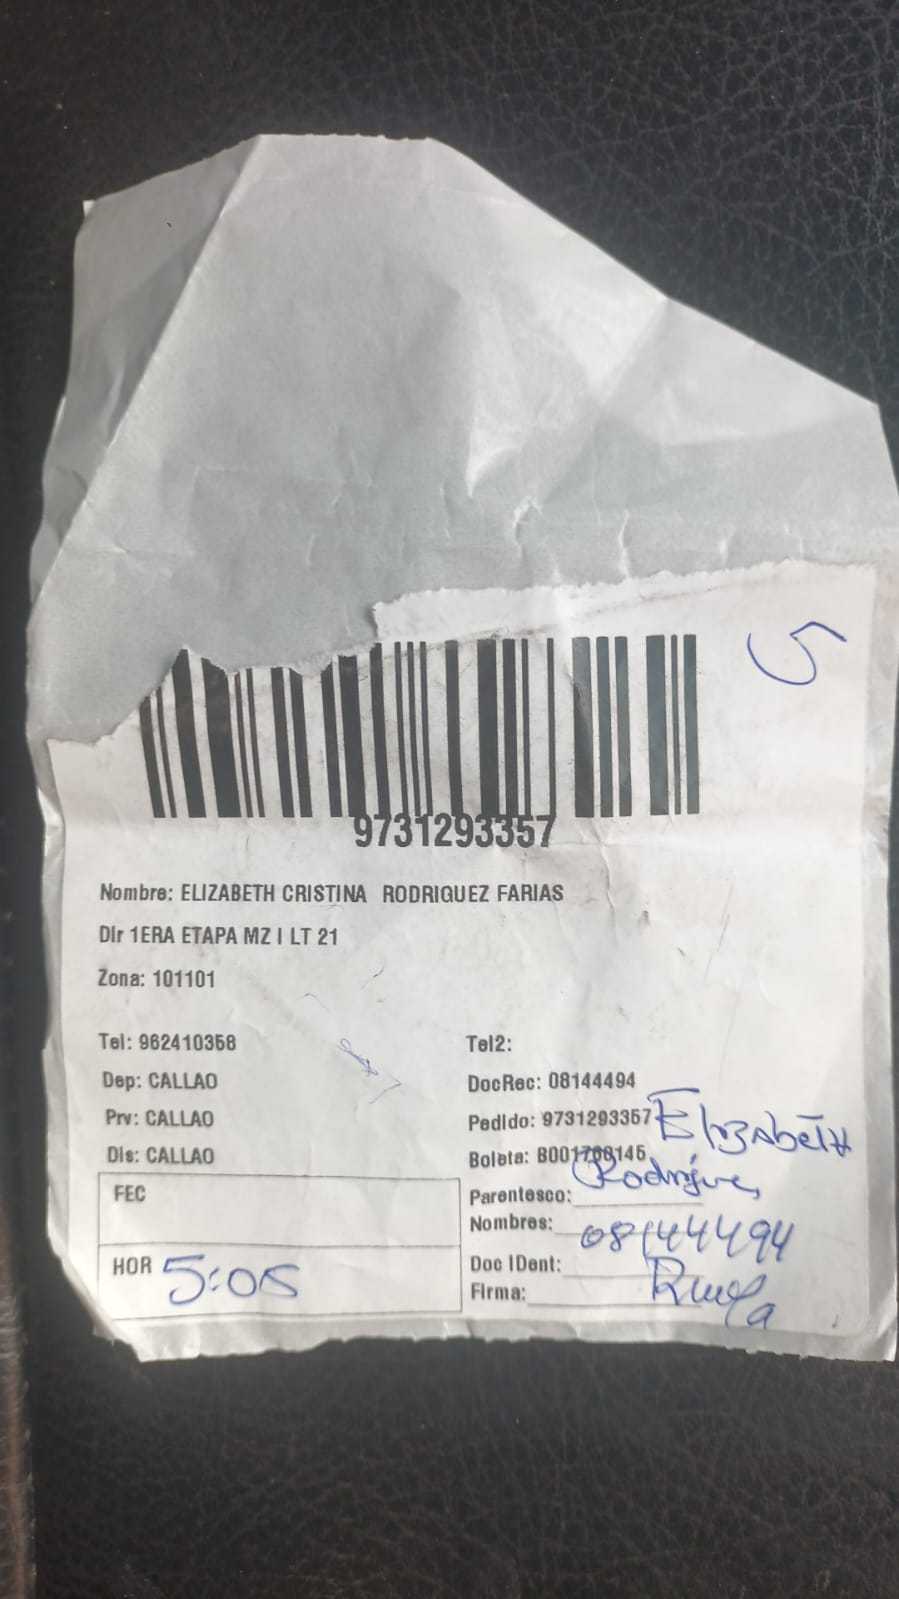 5
9731293357
Nombre: ELIZABETH CRISTINA RODRIGUEZ FARIAS
Dir 1ERA ETAPA MZ I LT 21
Zona: 101101
Tel: 962410358 Tel2:
Dep: CALLAO DocRec: 08144494
Prv: CALLAO Pedido: 9731293357 Elizabeth
Dis: CALLAO Boleta:
Rodriguez
FEC Parentesco:
Nombres: 08144494
HOR 5:05 Doc IDent:
Firma: